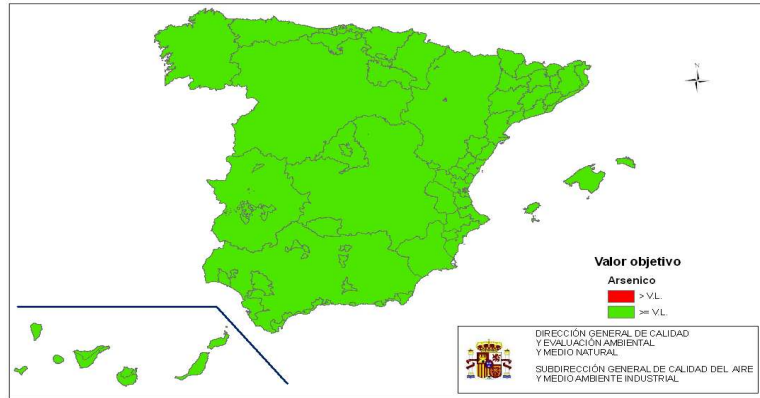 N
Valor objetivo
Arsenico
> V.L.
>= V.L.
DIRECCIÓN GENERAL DE CALIDAD
Y EVALUACIÓN AMBIENTAL
Y MEDIO NATURAL
SUBDIRECCIÓN GENERAL DE CALIDAD DEL AIRE
Y MEDIO AMBIENTE INDUSTRIAL